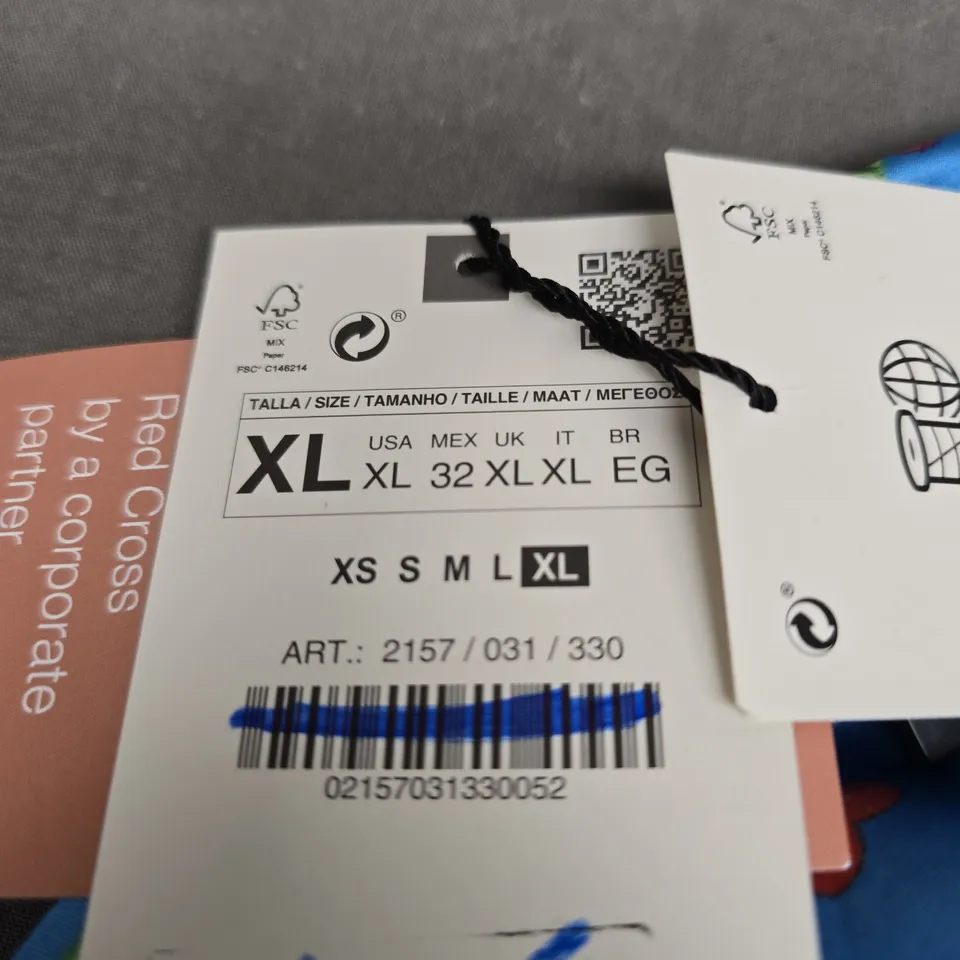 FSC
MIX
Paper
FSC® C146214
®
TALLA / SIZE / TAMANHO / TAILLE / MAAT / ΜΕΓΕΘΟΣ
XL
USA MEX UK IT BR
XL 32 XL XL EG
XS S M L XL
ART.: 2157 / 031 / 330
02157031330052
Red Cross
by a corporate
partner
FSC
MIX
Paper
FSC® C146214
®